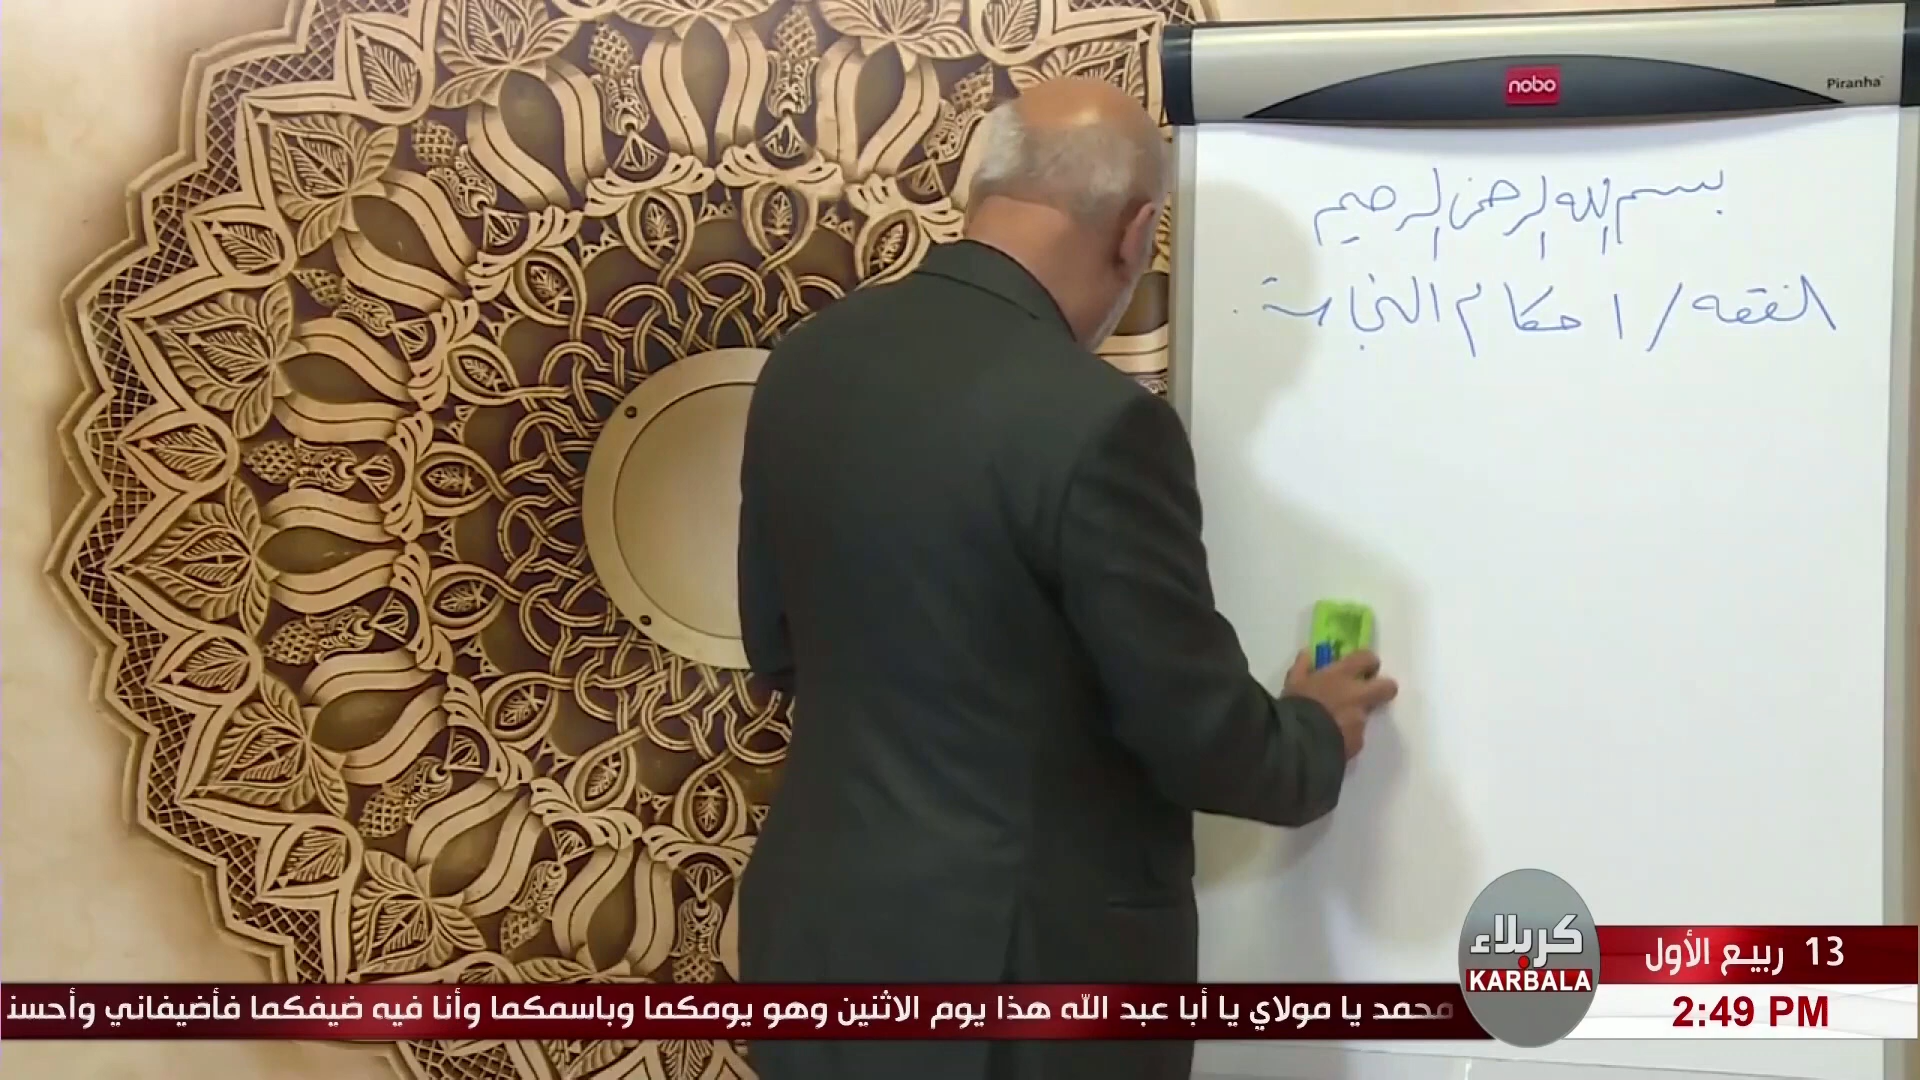 nobo
Piranha
بسم الله الرحمن الرحيم
الفقه / احكام النجاسة
كربلاء
KARBALA
13 ربيع الأول
2:49 PM
محمد يا مولاي يا أبا عبد الله هذا يوم الاثنين وهو يومكما وباسمكما وأنا فيه ضيفكما فأضيفاني وأحسنا